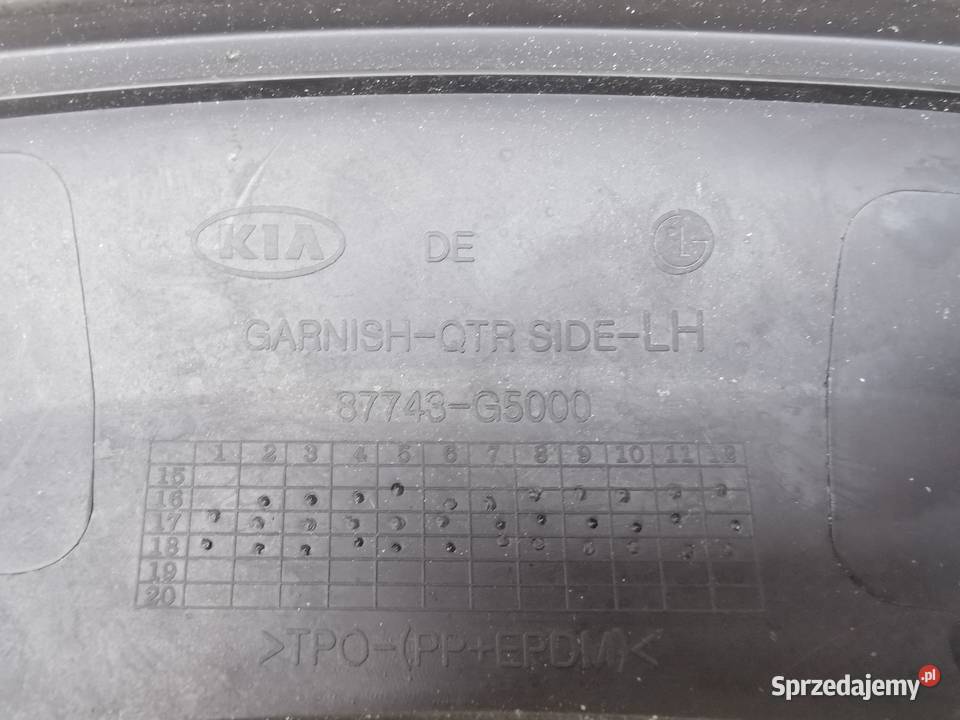 KIA DE LG
GARNISH-QTR SIDE-LH
87743-G5000
1 2 3 4 5 6 7 8 9 10 11 12
15
16
17
18
19
20
>TPO-(PP+EPDM)<
Sprzedajemy.pl